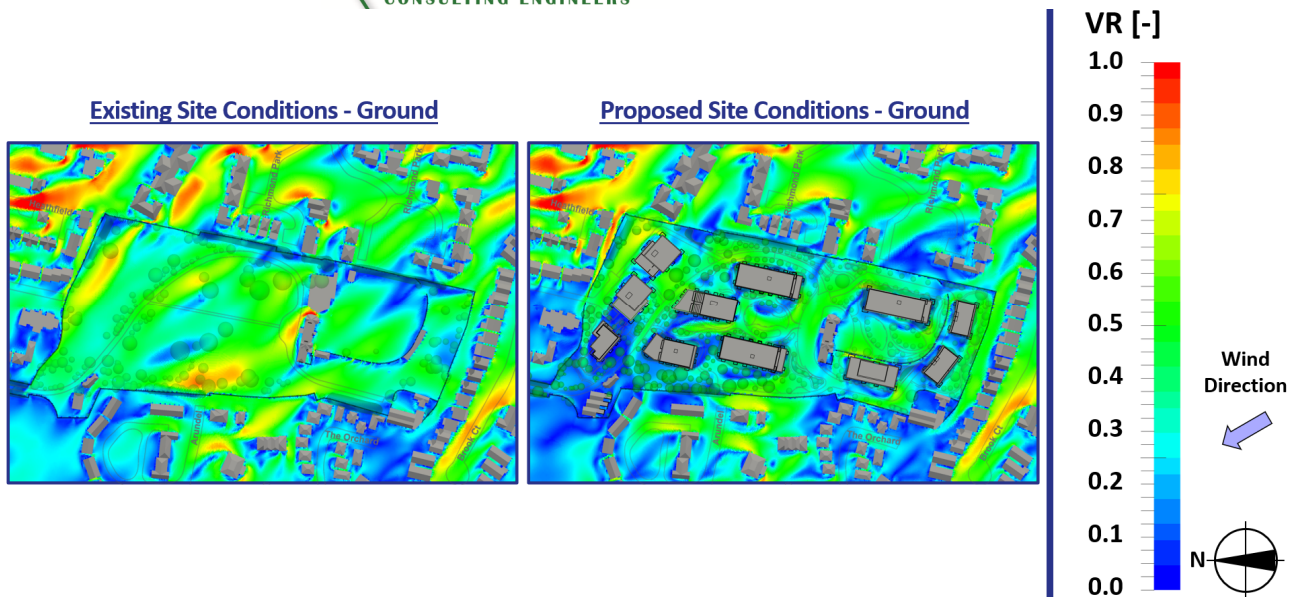 CONSULTING ENGINEERS
VR [-]
Existing Site Conditions - Ground
Proposed Site Conditions - Ground
1.0
0.9
0.8
0.7
0.6
0.5
0.4
0.3
0.2
0.1
0.0
Heathfield
Richmond Park
Richmond Park
Arundel
The Orchard
Brook Ct
Heathfield
Richmond Park
Richmond Park
Arundel
The Orchard
Brook Ct
Wind
Direction
N